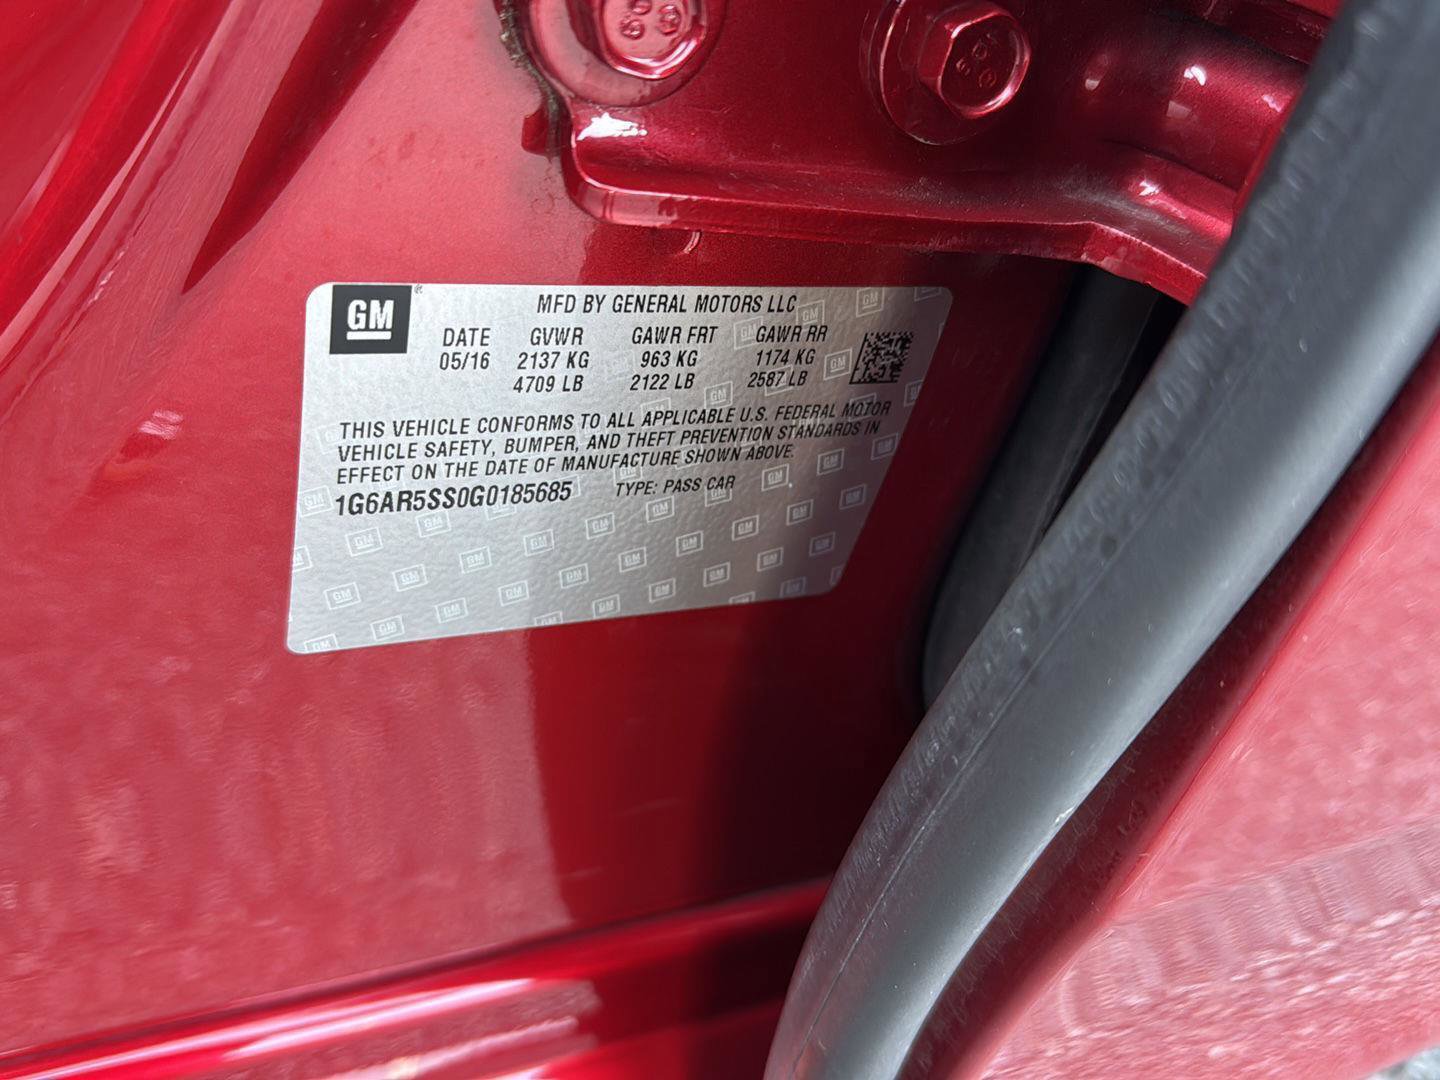 GM
MFD BY GENERAL MOTORS LLC
DATE GVWR GAWR FRT GAWR RR
05/16 2137 KG 963 KG 1174 KG
4709 LB 2122 LB 2587 LB
THIS VEHICLE CONFORMS TO ALL APPLICABLE U.S. FEDERAL MOTOR
VEHICLE SAFETY, BUMPER, AND THEFT PREVENTION STANDARDS IN
EFFECT ON THE DATE OF MANUFACTURE SHOWN ABOVE.
1G6AR5SS0G0185685 TYPE: PASS CAR